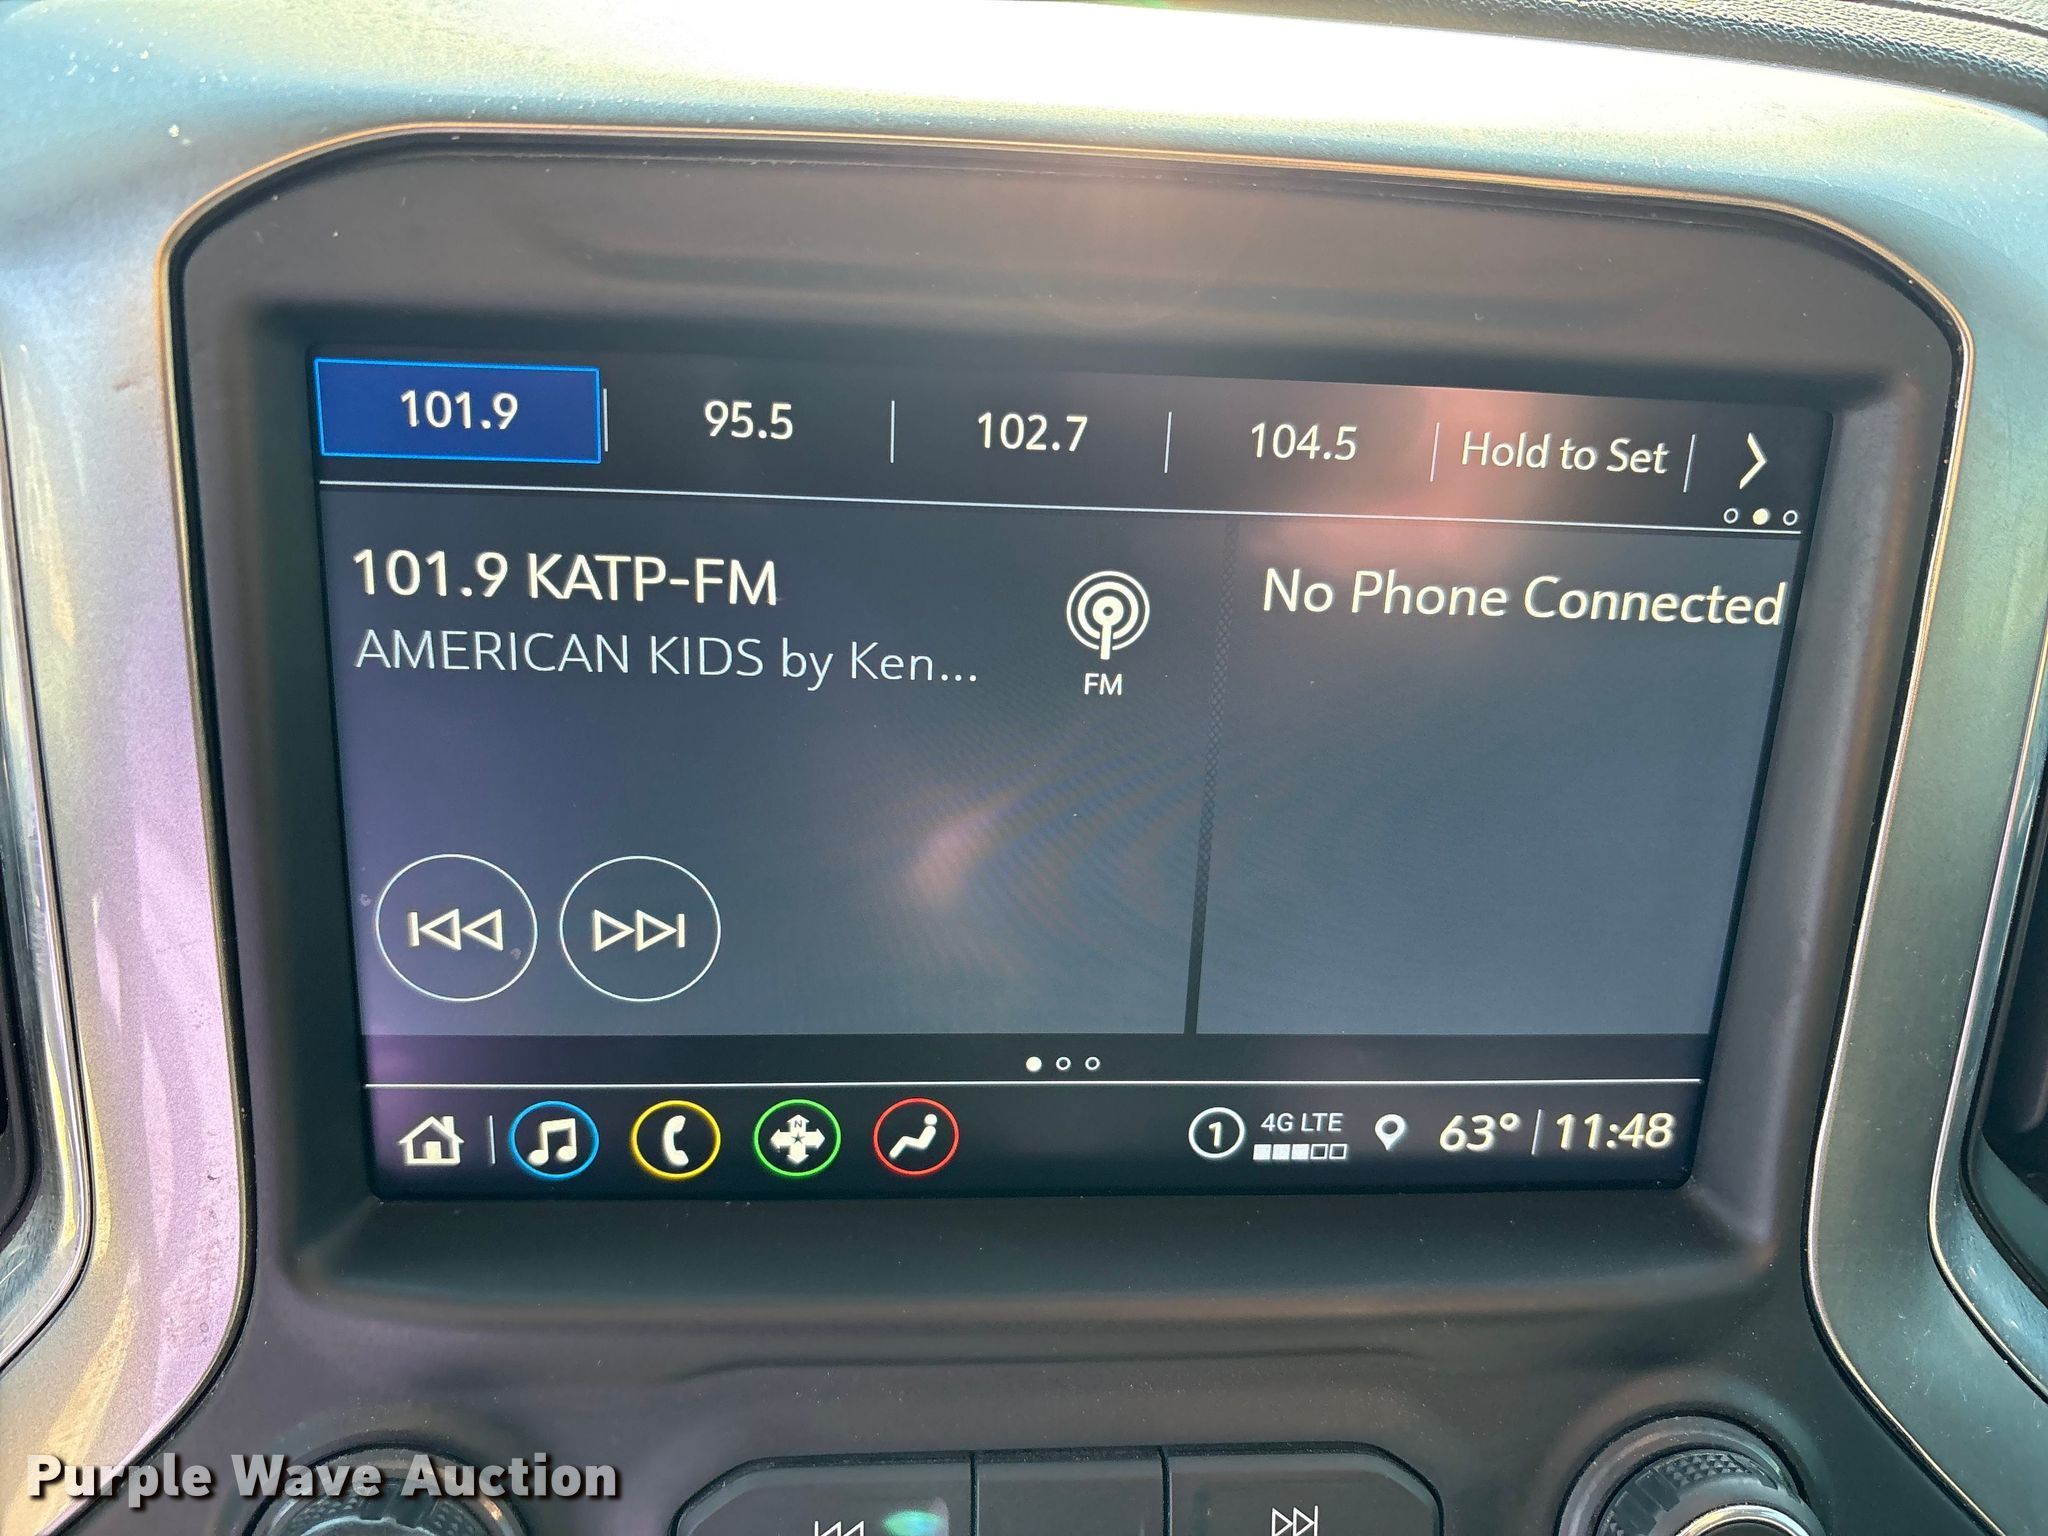 101.9 95.5 102.7 104.5 Hold to Set
101.9 KATP-FM
AMERICAN KIDS by Ken...
FM
No Phone Connected
N
1 4G LTE 63° 11:48
Purple Wave Auction